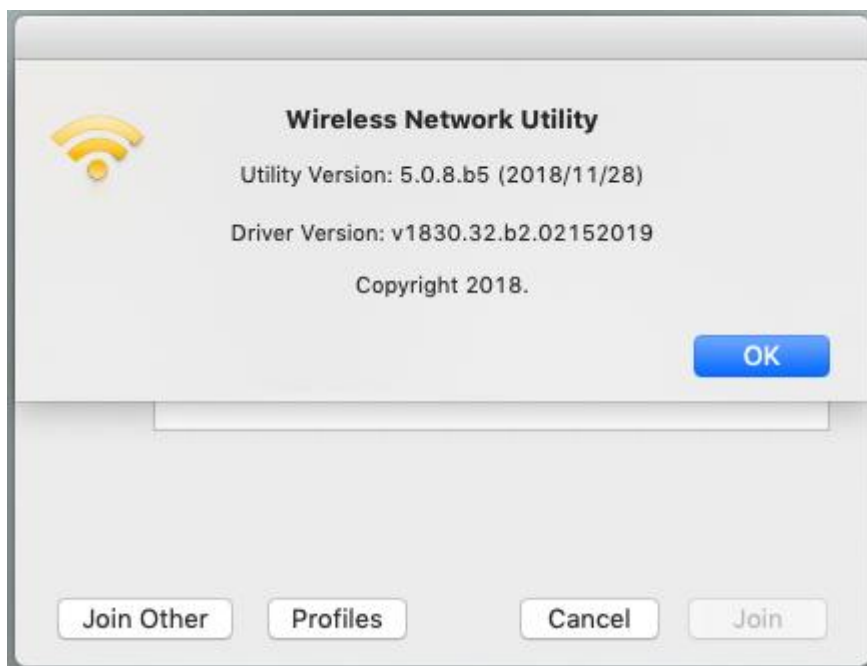 Wireless Network Utility
Utility Version: 5.0.8.b5 (2018/11/28)
Driver Version: v1830.32.b2.02152019
Copyright 2018.
OK
Join Other Profiles Cancel Join